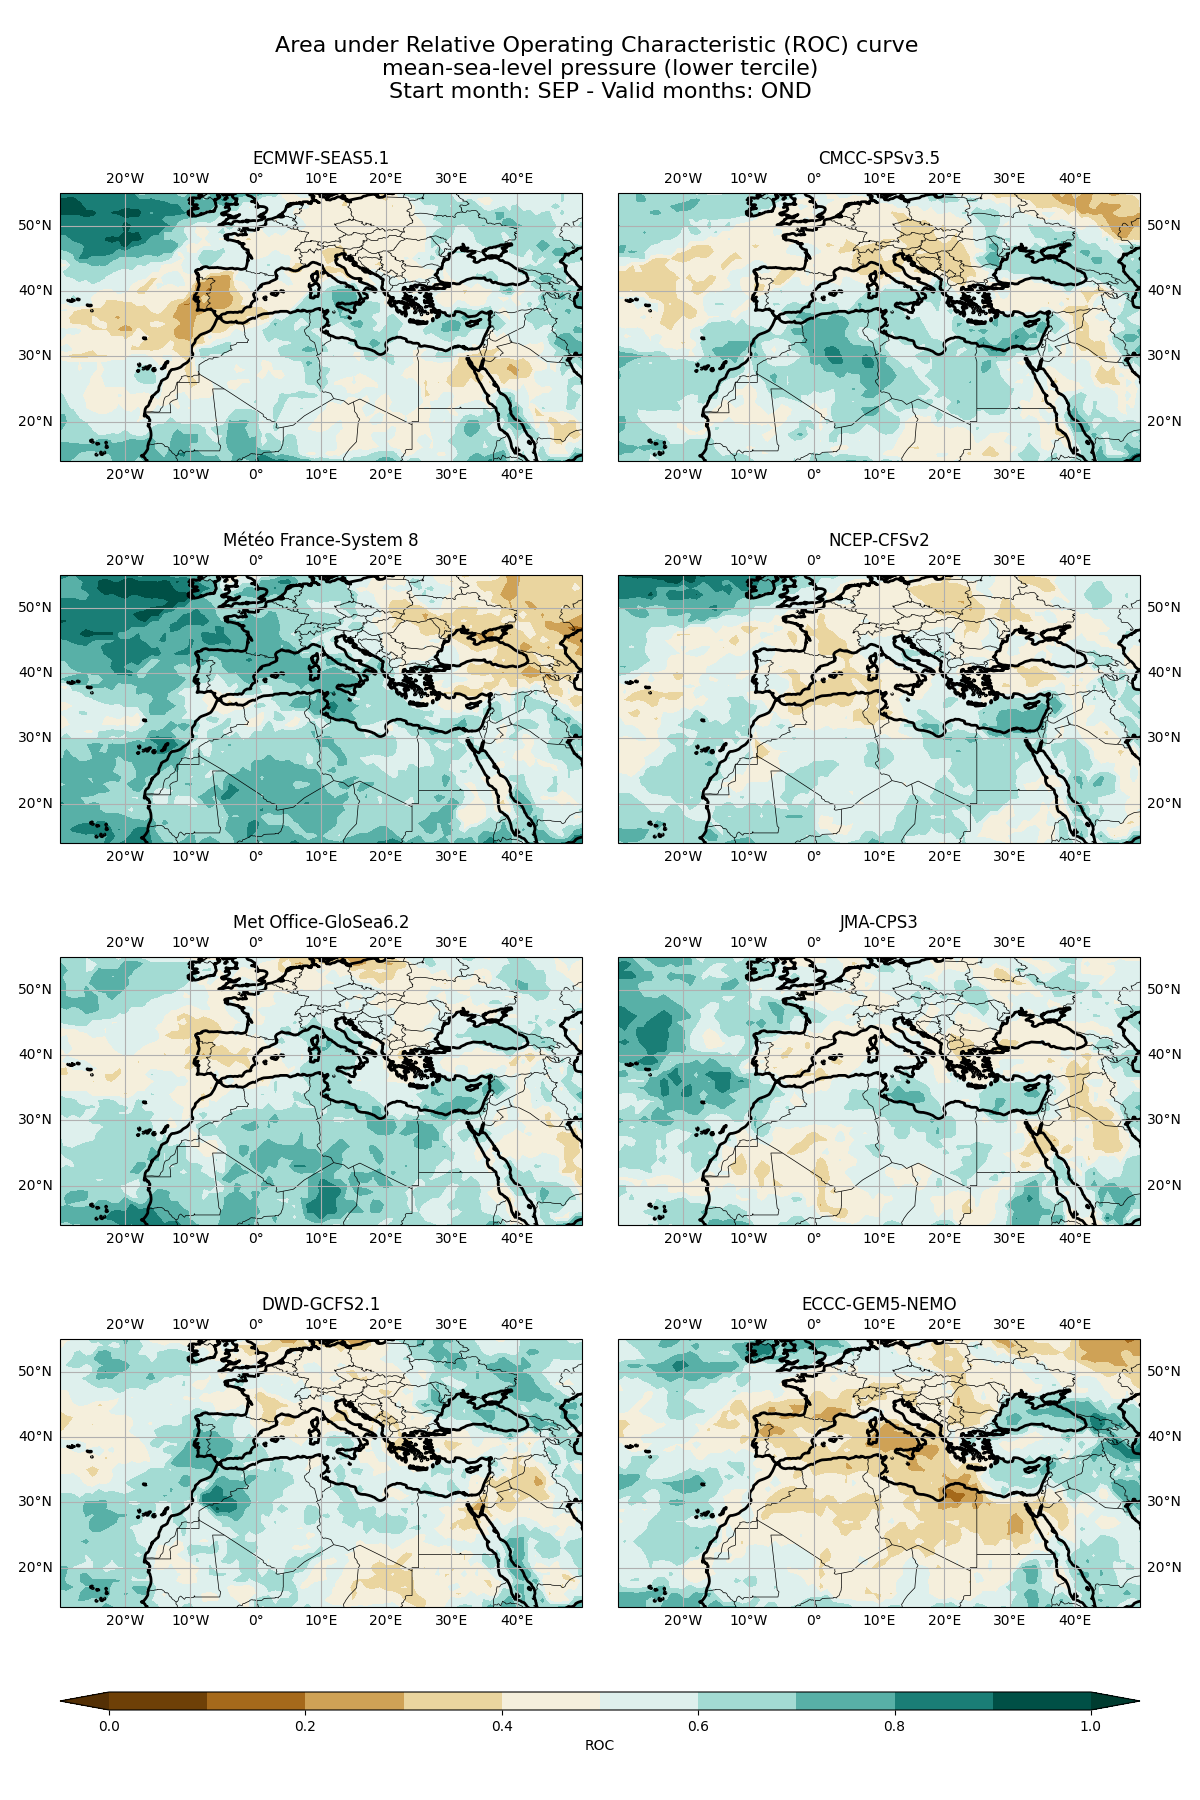 Area under Relative Operating Characteristic (ROC) curve
mean-sea-level pressure (lower tercile)
Start month: SEP - Valid months: OND
ECMWF-SEAS5.1
20°W 10°W 0° 10°E 20°E 30°E 40°E
50°N
40°N
30°N
20°N
20°W 10°W 0° 10°E 20°E 30°E 40°E
CMCC-SPSv3.5
20°W 10°W 0° 10°E 20°E 30°E 40°E
50°N
40°N
30°N
20°N
20°W 10°W 0° 10°E 20°E 30°E 40°E
Météo France-System 8
20°W 10°W 0° 10°E 20°E 30°E 40°E
50°N
40°N
30°N
20°N
20°W 10°W 0° 10°E 20°E 30°E 40°E
NCEP-CFSv2
20°W 10°W 0° 10°E 20°E 30°E 40°E
50°N
40°N
30°N
20°N
20°W 10°W 0° 10°E 20°E 30°E 40°E
Met Office-GloSea6.2
20°W 10°W 0° 10°E 20°E 30°E 40°E
50°N
40°N
30°N
20°N
20°W 10°W 0° 10°E 20°E 30°E 40°E
JMA-CPS3
20°W 10°W 0° 10°E 20°E 30°E 40°E
50°N
40°N
30°N
20°N
20°W 10°W 0° 10°E 20°E 30°E 40°E
DWD-GCFS2.1
20°W 10°W 0° 10°E 20°E 30°E 40°E
50°N
40°N
30°N
20°N
20°W 10°W 0° 10°E 20°E 30°E 40°E
ECCC-GEM5-NEMO
20°W 10°W 0° 10°E 20°E 30°E 40°E
50°N
40°N
30°N
20°N
20°W 10°W 0° 10°E 20°E 30°E 40°E
0.0 0.2 0.4 0.6 0.8 1.0
ROC